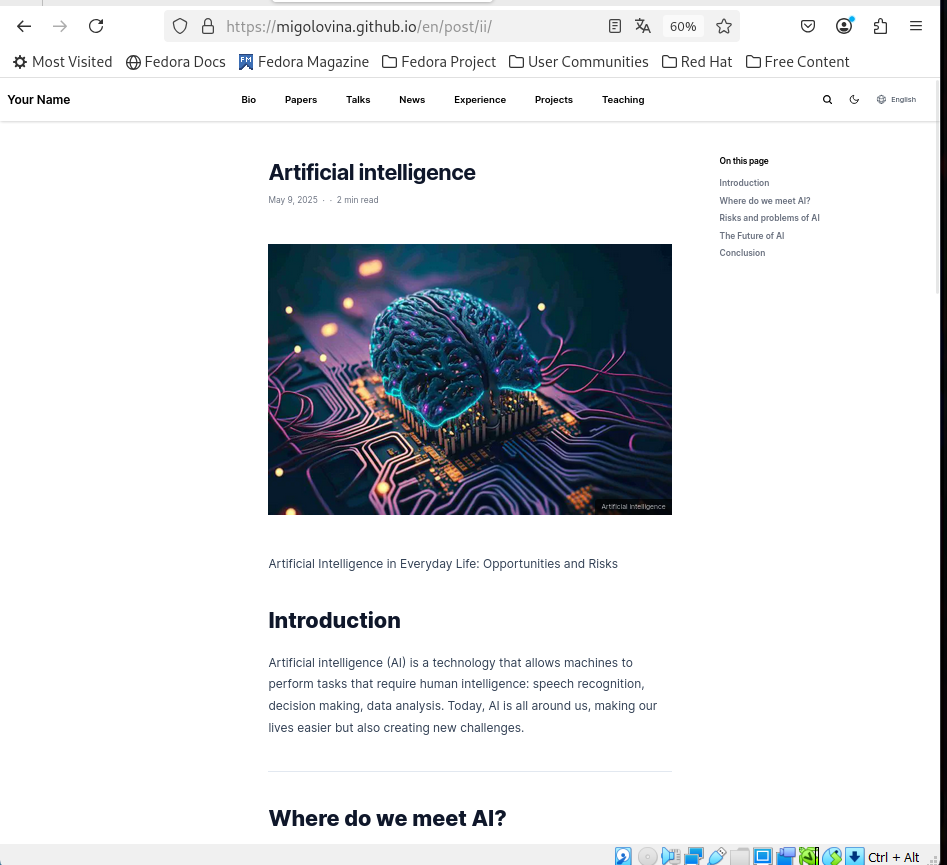 https://migolovina.github.io/en/post/ii/
60%
Most Visited
Fedora Docs
Fedora Magazine
Fedora Project
User Communities
Red Hat
Free Content
Your Name
Bio
Papers
Talks
News
Experience
Projects
Teaching
English
Artificial intelligence
May 9, 2025 · · 2 min read
On this page
Introduction
Where do we meet AI?
Risks and problems of AI
The Future of AI
Conclusion
Artificial intelligence
Artificial Intelligence in Everyday Life: Opportunities and Risks
Introduction
Artificial intelligence (AI) is a technology that allows machines to
perform tasks that require human intelligence: speech recognition,
decision making, data analysis. Today, AI is all around us, making our
lives easier but also creating new challenges.
Where do we meet AI?
Ctrl + Alt